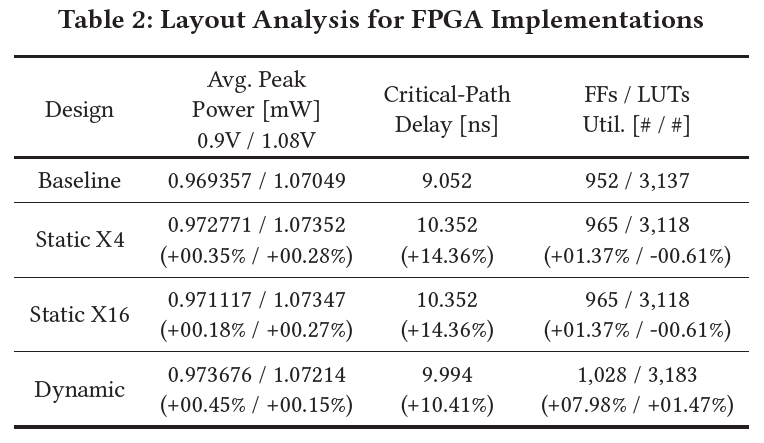 Table 2: Layout Analysis for FPGA Implementations
Design
Avg. Peak
Power [mW]
0.9V / 1.08V
Critical-Path
Delay [ns]
FFs / LUTs
Util. [# / #]
Baseline 0.969357 / 1.07049 9.052 952 / 3,137
Static X4
0.972771 / 1.07352 10.352 965 / 3,118
(+00.35% / +00.28%) (+14.36%) (+01.37% / -00.61%)
Static X16
0.971117 / 1.07347 10.352 965 / 3,118
(+00.18% / +00.27%) (+14.36%) (+01.37% / -00.61%)
Dynamic
0.973676 / 1.07214 9.994 1,028 / 3,183
(+00.45% / +00.15%) (+10.41%) (+07.98% / +01.47%)